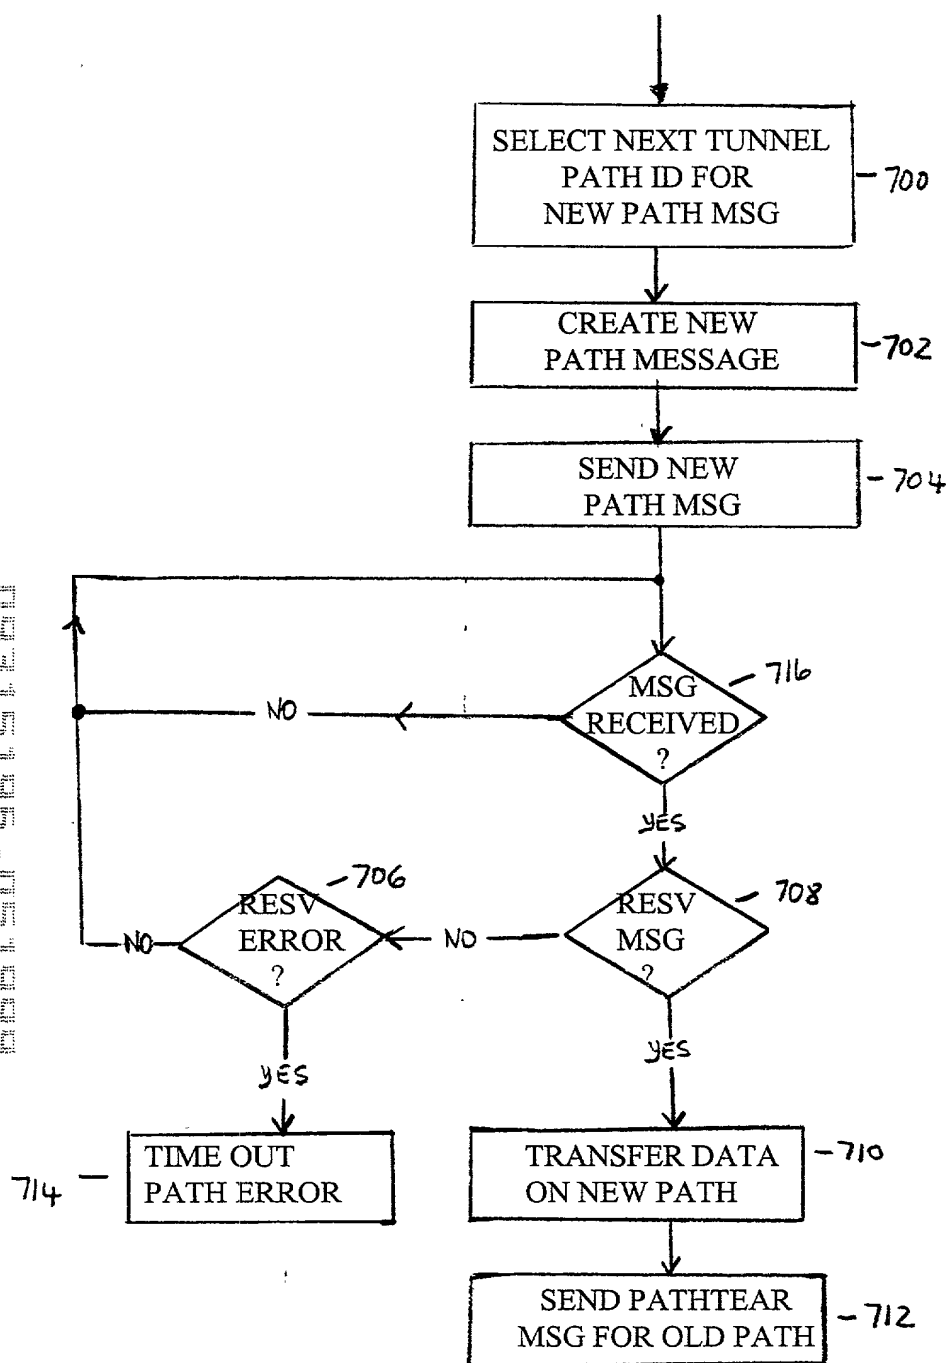 SELECT NEXT TUNNEL
PATH ID FOR
NEW PATH MSG
700
CREATE NEW
PATH MESSAGE
702
SEND NEW
PATH MSG
704
MSG
RECEIVED
?
716
NO
YES
RESV
ERROR
?
706
RESV
MSG
?
708
NO
NO
YES
YES
TIME OUT
PATH ERROR
714
TRANSFER DATA
ON NEW PATH
710
SEND PATHTEAR
MSG FOR OLD PATH
712